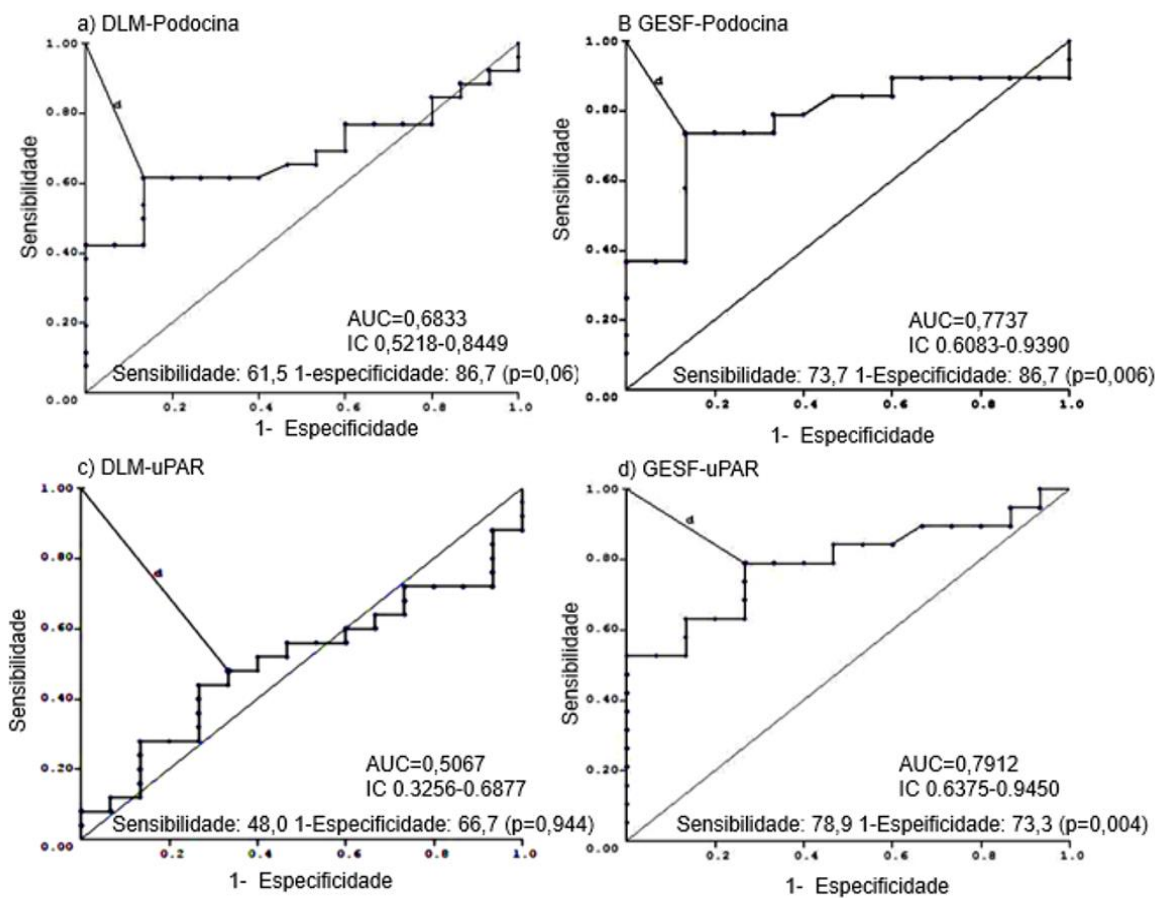 a) DLM-Podocina
1.00
d
0.80
0.60
0.40
0.20
0.00
Sensibilidade
AUC=0,6833
IC 0,5218-0,8449
Sensibilidade: 61,5 1-especificidade: 86,7 (p=0,06)
0.2 0.4 0.6 0.8 1.0
1- Especificidade
B GESF-Podocina
1.00
d
0.80
0.60
0.40
0.20
0.00
Sensibilidade
AUC=0,7737
IC 0.6083-0.9390
Sensibilidade: 73,7 1-Especificidade: 86,7 (p=0,006)
0.2 0.4 0.6 0.8 1.0
1- Especificidade
c) DLM-uPAR
1.00
d
0.80
0.60
0.40
0.20
0.00
Sensibilidade
AUC=0,5067
IC 0.3256-0.6877
Sensibilidade: 48,0 1-Especificidade: 66,7 (p=0,944)
0.2 0.4 0.6 0.8 1.0
1- Especificidade
d) GESF-uPAR
1.00
d
0.80
0.60
0.40
0.20
0.00
Sensibilidade
AUC=0,7912
IC 0.6375-0.9450
Sensibilidade: 78,9 1-Espeificidade: 73,3 (p=0,004)
0.2 0.4 0.6 0.8 1.0
1- Especificidade